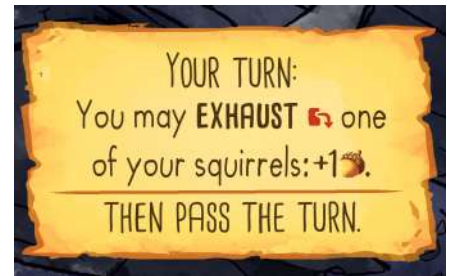 YOUR TURN:
You may EXHAUST one
of your squirrels: +1.
THEN PASS THE TURN.